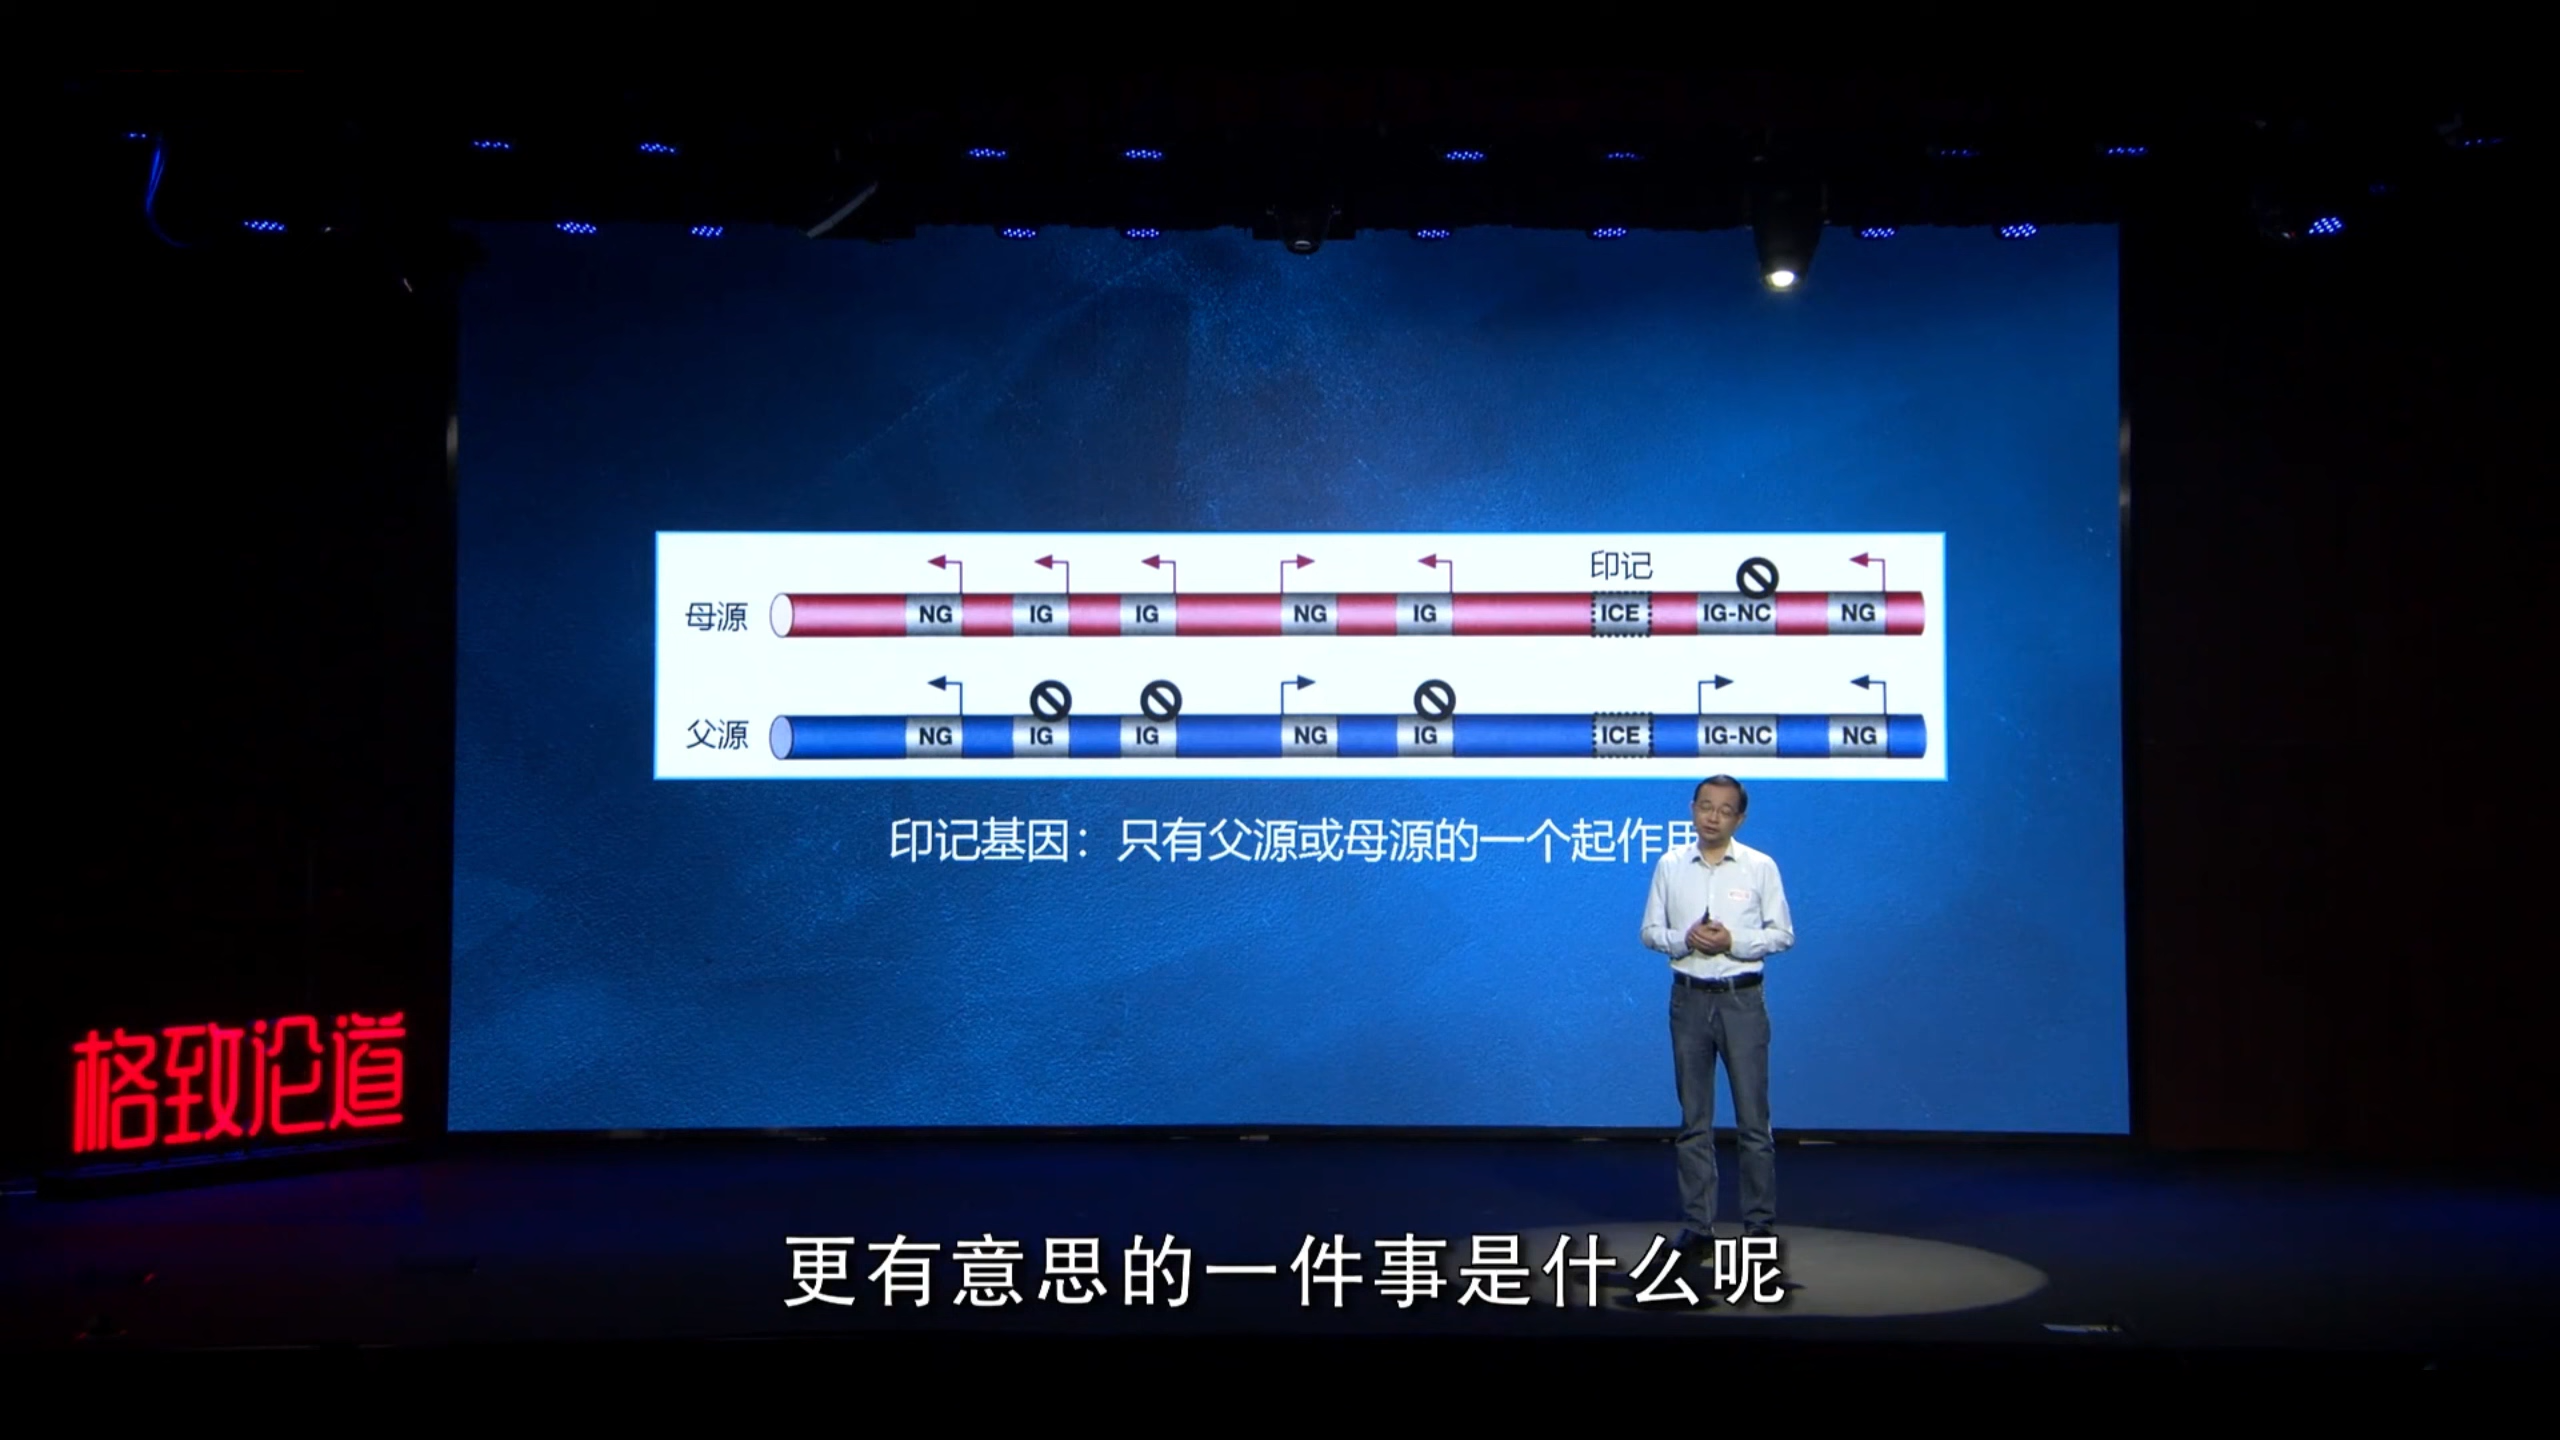 印记
母源 NG IG IG NG IG ICE IG-NC NG
父源 NG IG IG NG IG ICE IG-NC NG
印记基因：只有父源或母源的一个起作用
格致论道
更有意思的一件事是什么呢